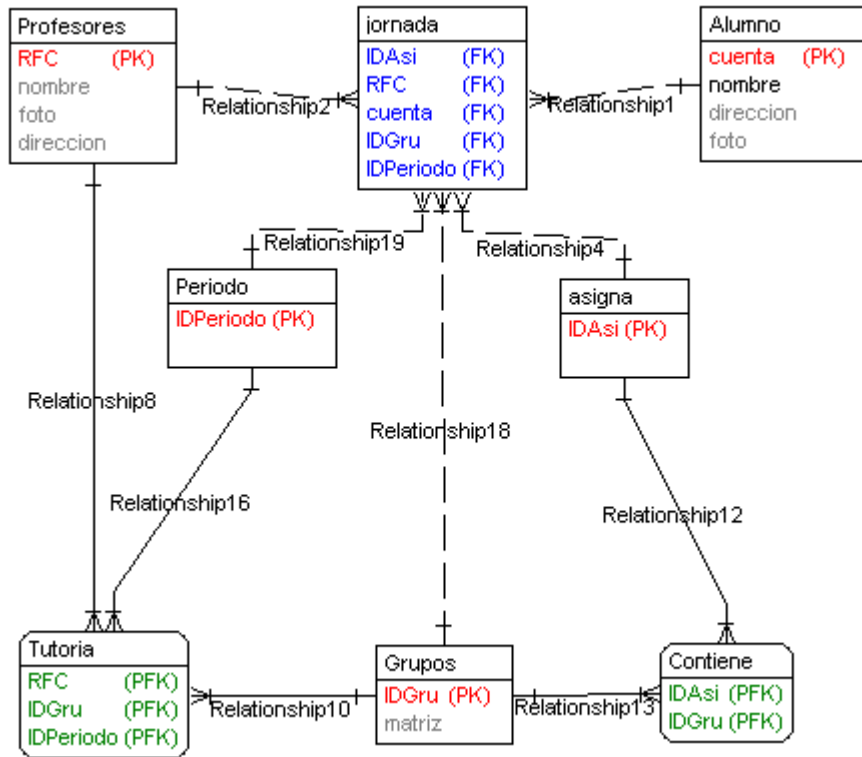 Profesores
RFC (PK)
nombre
foto
direccion
jornada
IDAsi (FK)
RFC (FK)
cuenta (FK)
IDGru (FK)
IDPeriodo (FK)
Alumno
cuenta (PK)
nombre
direccion
foto
Relationship2
Relationship1
Relationship19
Relationship4
Periodo
IDPeriodo (PK)
asigna
IDAsi (PK)
Relationship8
Relationship18
Relationship16
Relationship12
Tutoria
RFC (PFK)
IDGru (PFK)
IDPeriodo (PFK)
Relationship10
Grupos
IDGru (PK)
matriz
Relationship13
Contiene
IDAsi (PFK)
IDGru (PFK)